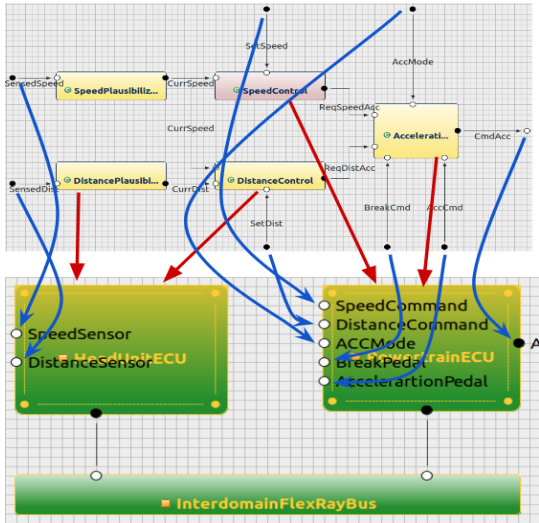 SetSpeed
AccMode
SensedSpeed
SpeedPlausibiliz...
CurrSpeed
SpeedControl
ReqSpeedAcc
CurrSpeed
Accelerati...
CmdAcc
SensedDist
DistancePlausibi...
CurrDist
DistanceControl
ReqDistAcc
SetDist
BreakCmd
AccCmd
SpeedCommand
DistanceCommand
SpeedSensor
ACCMode
HeadUnitECU
PowertrainECU
A
DistanceSensor
BreakPedal
AccelerartionPedal
InterdomainFlexRayBus